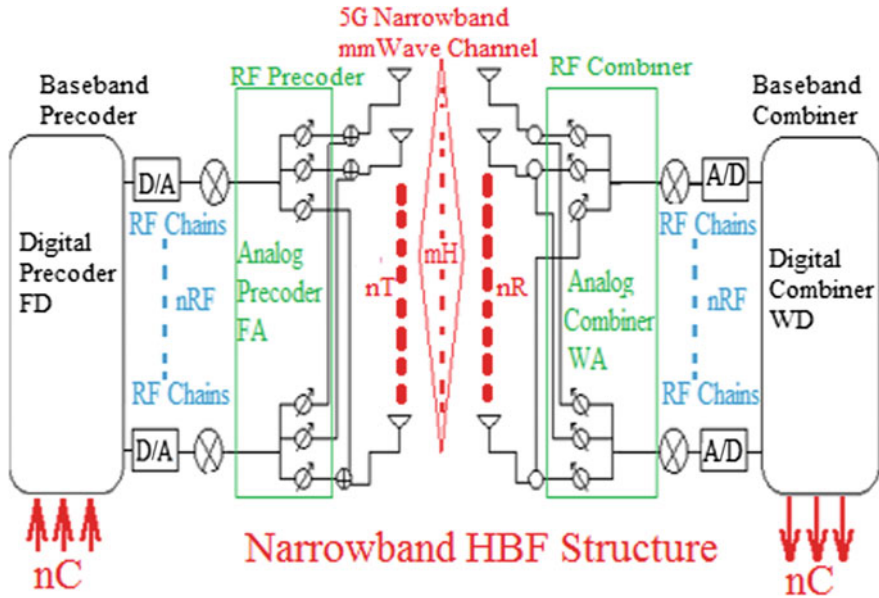 5G Narrowband
mmWave Channel
Baseband
Precoder
RF Precoder
RF Combiner
Baseband
Combiner
D/A
A/D
RF Chains
RF Chains
Digital
Precoder
FD
nRF
Analog
Precoder
FA
nT
mH
nR
Analog
Combiner
WA
nRF
Digital
Combiner
WD
RF Chains
RF Chains
D/A
A/D
Narrowband HBF Structure
nC
nC